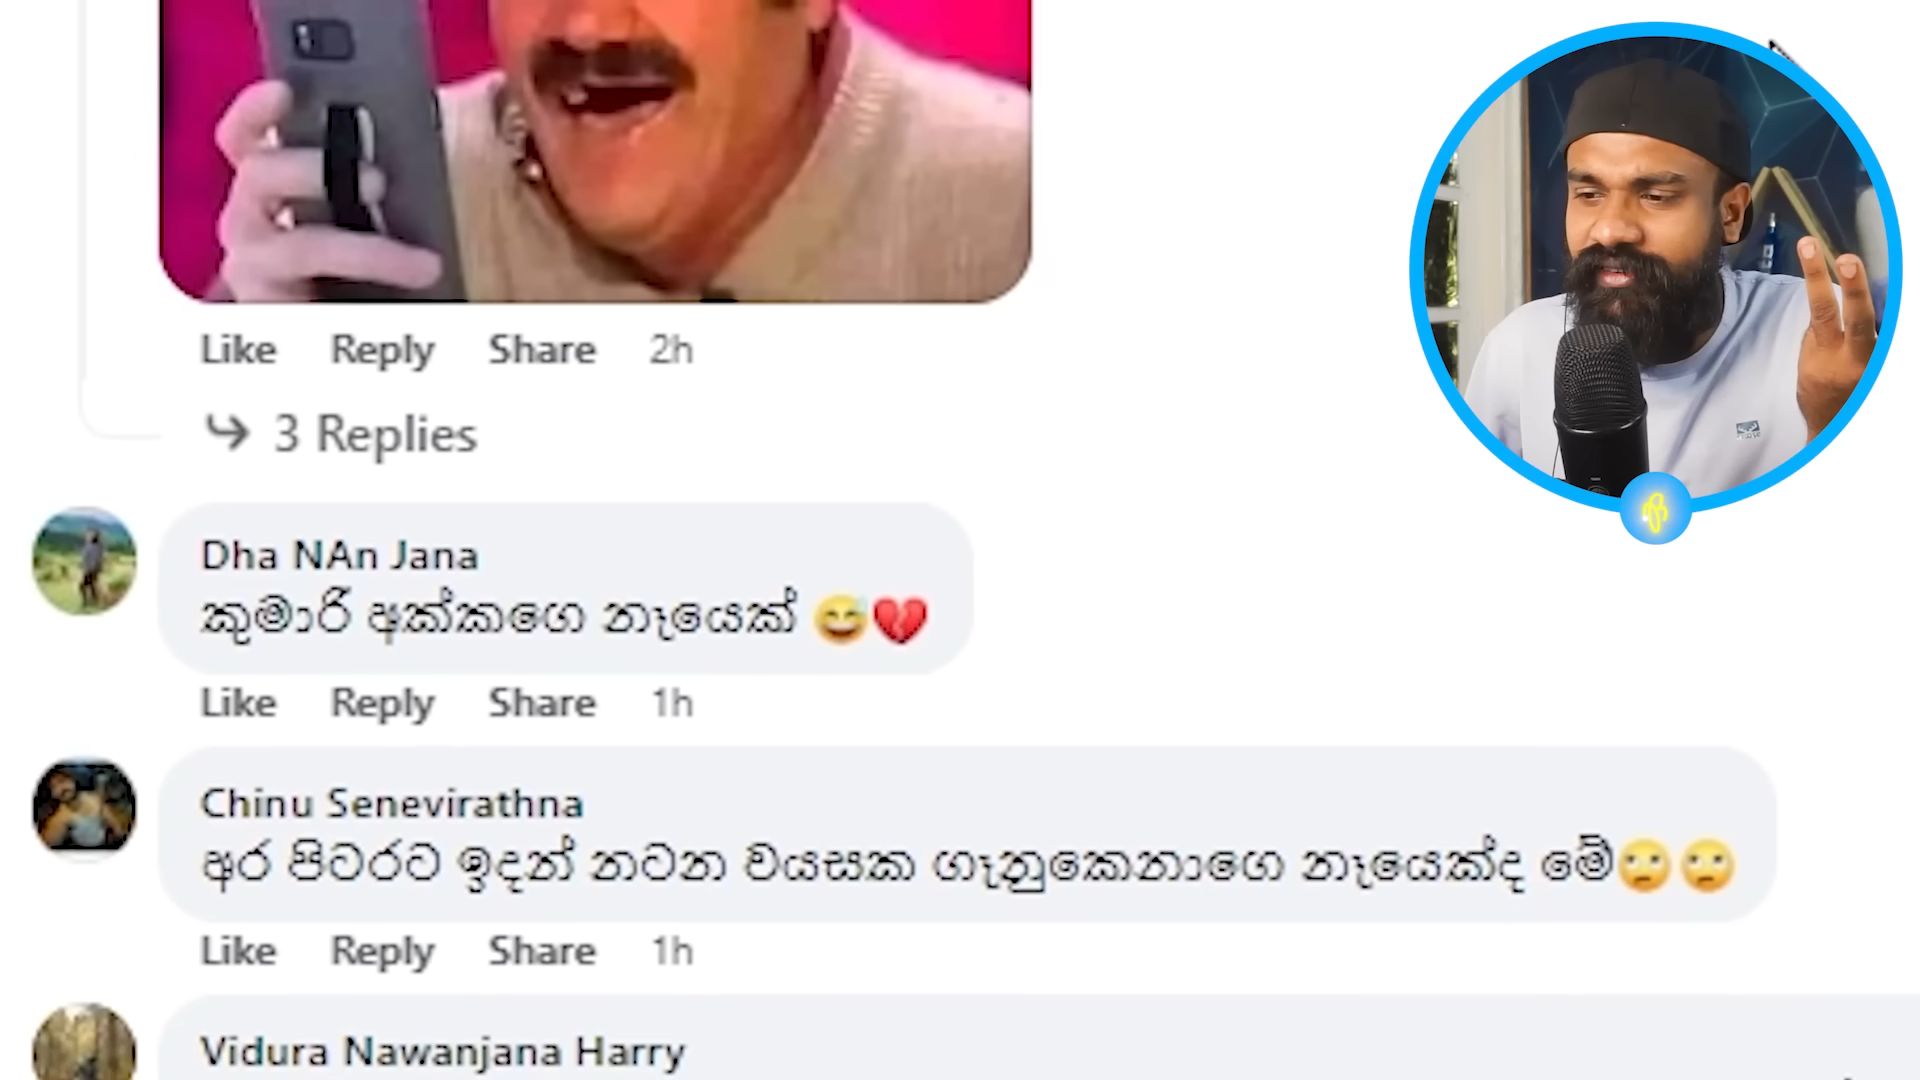 Like Reply Share 2h
3 Replies
Dha NAn Jana
කුමාරි අක්කගෙ නෑයෙක් 😅💔
Like Reply Share 1h
Chinu Senevirathna
අර පිටරට ඉදන් නටන වයසක ගෑනුකෙනාගෙ නෑයෙක්ද මේ🙄🙄
Like Reply Share 1h
Vidura Nawanjana Harry